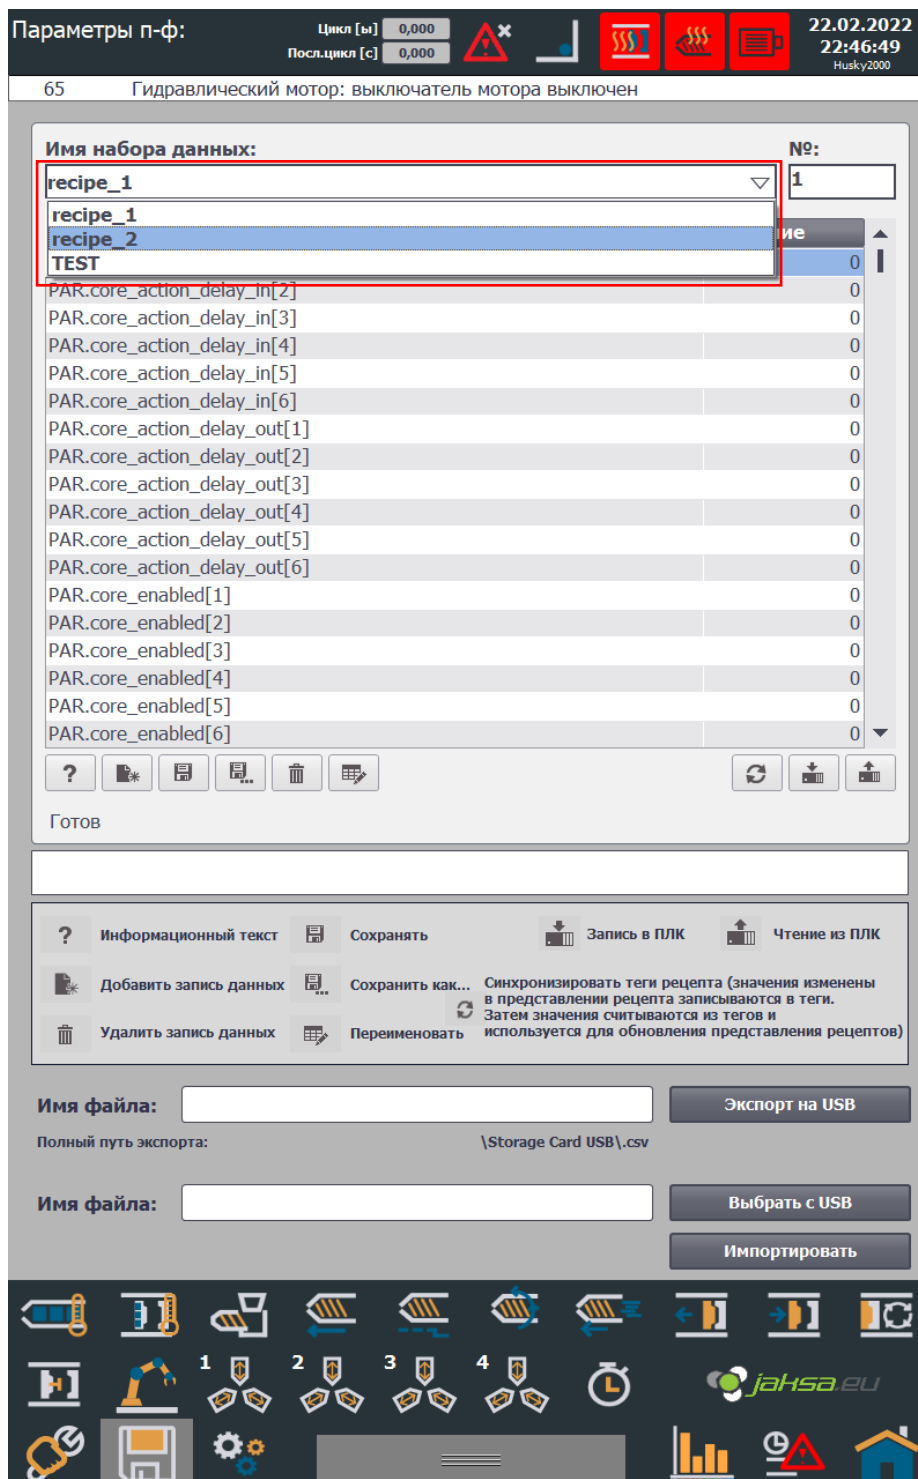 Параметры п-ф:
Цикл [ы] 0,000
Посл.цикл [с] 0,000
22.02.2022
22:46:49
Husky2000
65 Гидравлический мотор: выключатель мотора выключен
Имя набора данных: №:
recipe_1 1
recipe_1
recipe_2 ие
TEST 0
PAR.core_action_delay_in[2] 0
PAR.core_action_delay_in[3] 0
PAR.core_action_delay_in[4] 0
PAR.core_action_delay_in[5] 0
PAR.core_action_delay_in[6] 0
PAR.core_action_delay_out[1] 0
PAR.core_action_delay_out[2] 0
PAR.core_action_delay_out[3] 0
PAR.core_action_delay_out[4] 0
PAR.core_action_delay_out[5] 0
PAR.core_action_delay_out[6] 0
PAR.core_enabled[1] 0
PAR.core_enabled[2] 0
PAR.core_enabled[3] 0
PAR.core_enabled[4] 0
PAR.core_enabled[5] 0
PAR.core_enabled[6] 0
?
Готов
? Информационный текст Сохранять Запись в ПЛК Чтение из ПЛК
Добавить запись данных Сохранить как...
Удалить запись данных Переименовать
Синхронизировать теги рецепта (значения изменены
в представлении рецепта записываются в теги.
Затем значения считываются из тегов и
используется для обновления представления рецептов)
Имя файла: Экспорт на USB
Полный путь экспорта: \Storage Card USB\.csv
Имя файла: Выбрать с USB
Импортировать
1 2 3 4
jaksa.eu